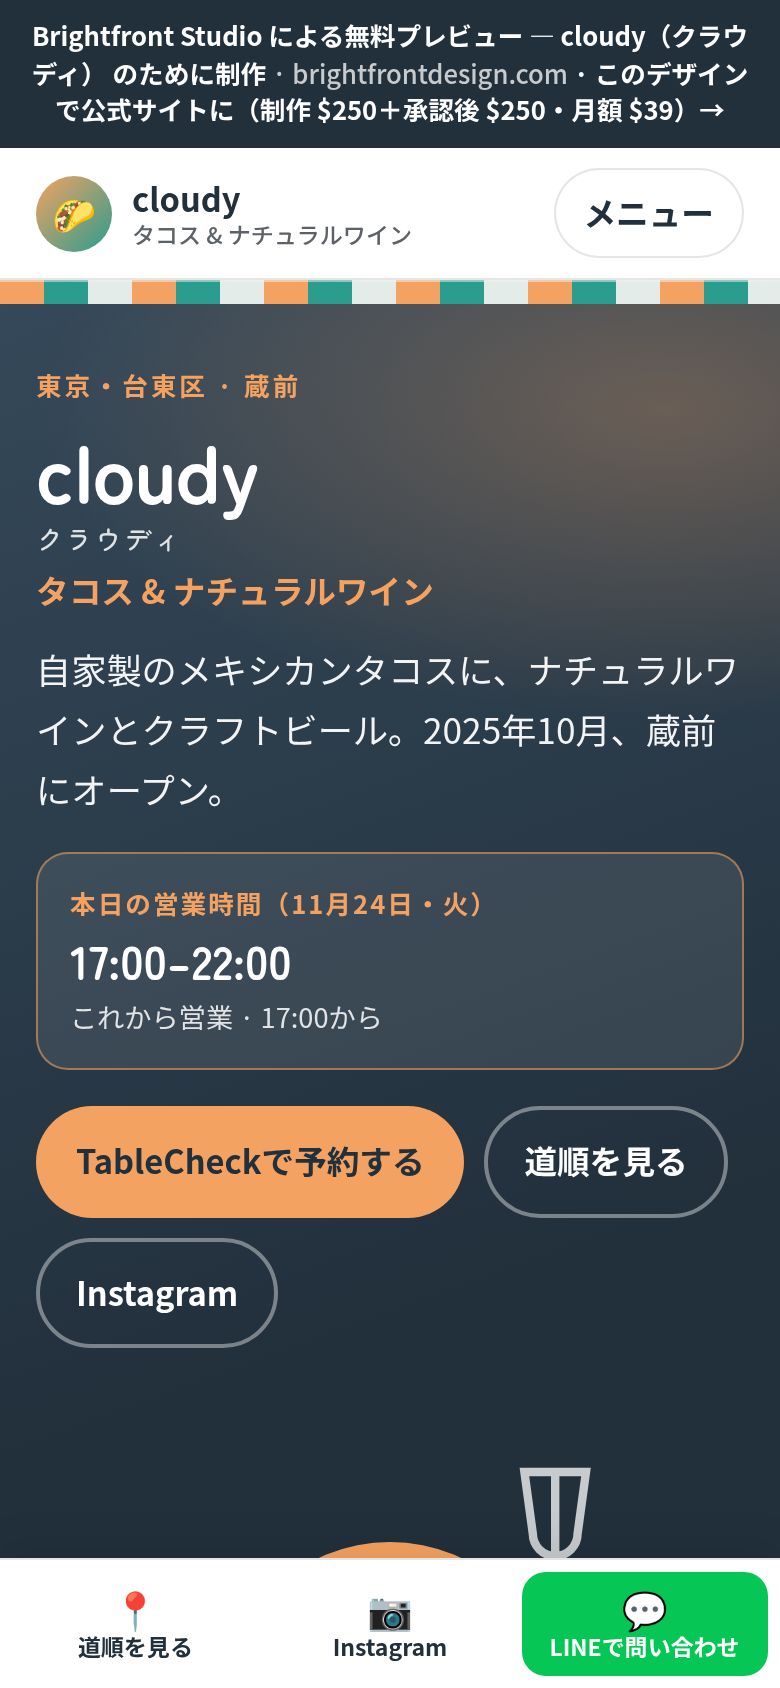 Brightfront Studio による無料プレビュー — cloudy（クラウ
ディ） のために制作 · brightfrontdesign.com · このデザイン
で公式サイトに（制作 $250＋承認後 $250・月額 $39）→
cloudy
タコス & ナチュラルワイン
メニュー
東京・台東区 · 蔵前
cloudy
クラウディ
タコス & ナチュラルワイン
自家製のメキシカンタコスに、ナチュラルワ
インとクラフトビール。2025年10月、蔵前
にオープン。
本日の営業時間（11月24日・火）
17:00–22:00
これから営業 · 17:00から
TableCheckで予約する
道順を見る
Instagram
道順を見る
Instagram
LINEで問い合わせ